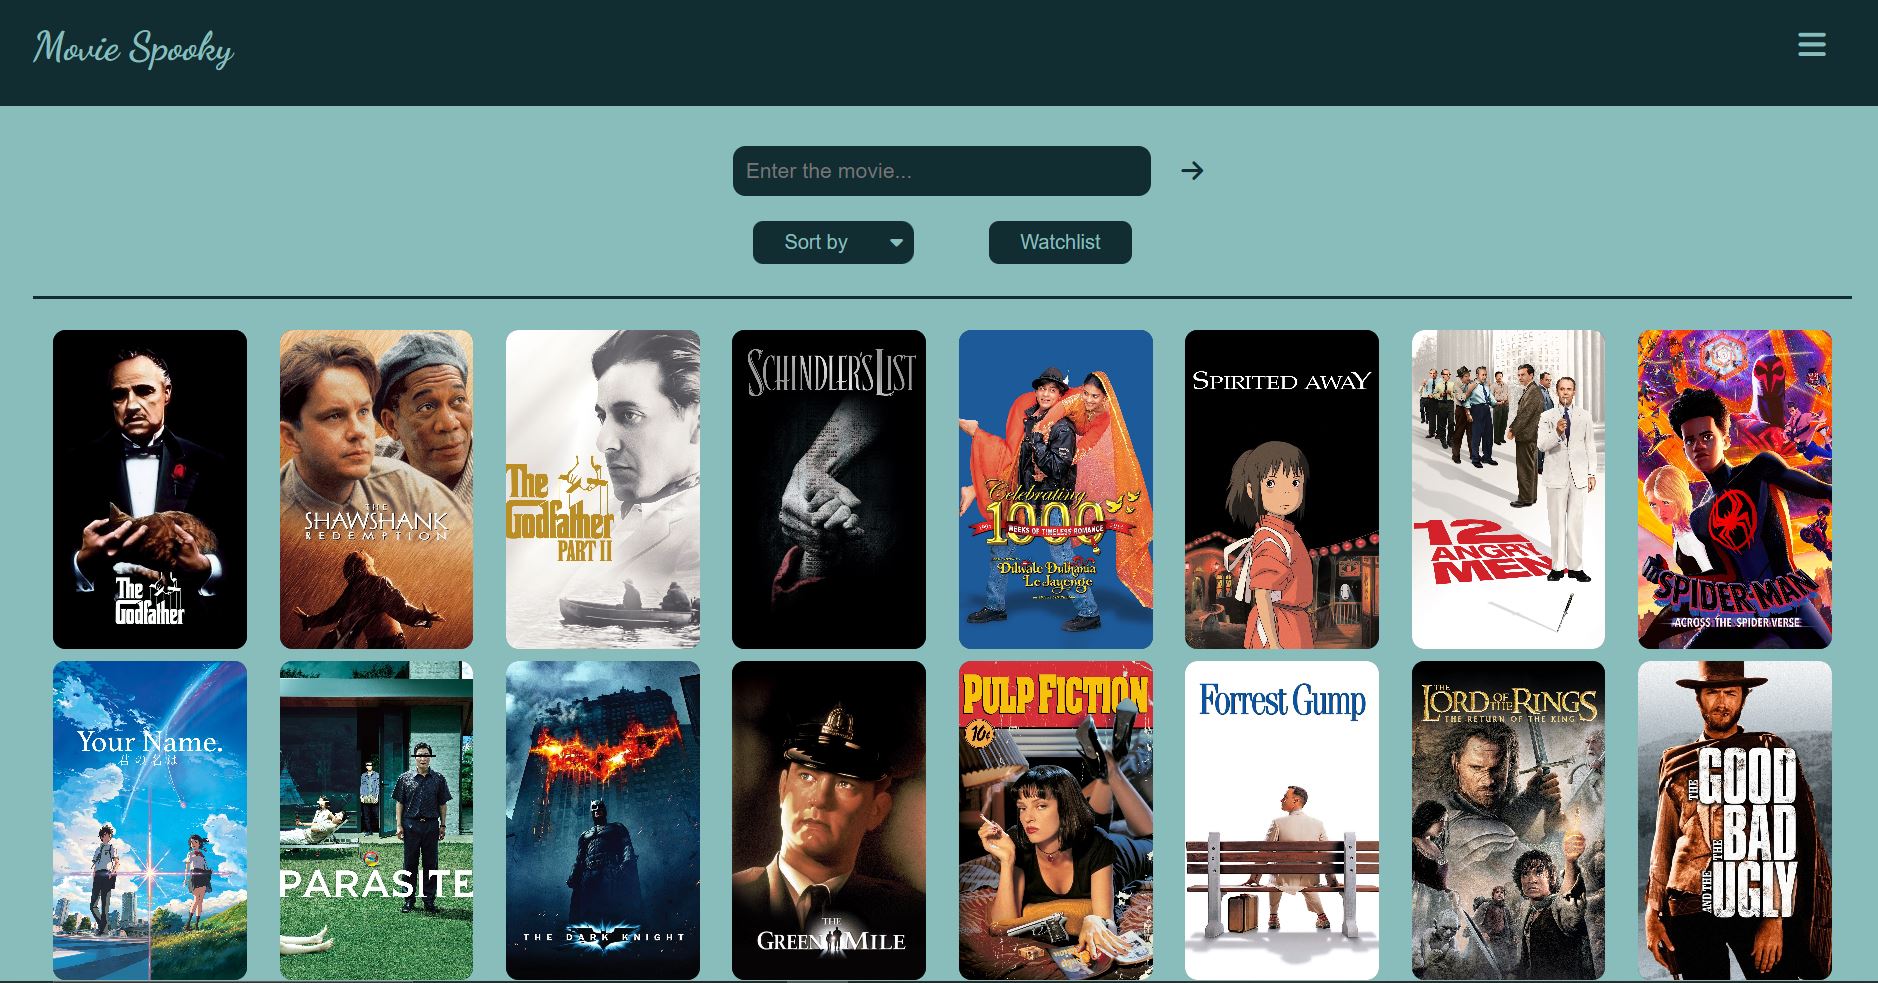 Movie Spooky
Enter the movie...
Sort by
Watchlist
The
Godfather
THE
SHAWSHANK
REDEMPTION
The
Godfather
PART II
SCHINDLER'S LIST
Celebrating
1000
WEEKS OF TIMELESS ROMANCE
Dilwale Dulhania
Le Jayenge
SPIRITED AWAY
12
ANGRY
MEN
SPIDER-MAN
ACROSS THE SPIDER-VERSE
Your Name.
君の名は
PARASITE
THE DARK KNIGHT
THE
GREEN MILE
PULP FICTION
10¢
Forrest Gump
THE
LORD OF THE RINGS
THE RETURN OF THE KING
THE GOOD
THE BAD
AND THE UGLY